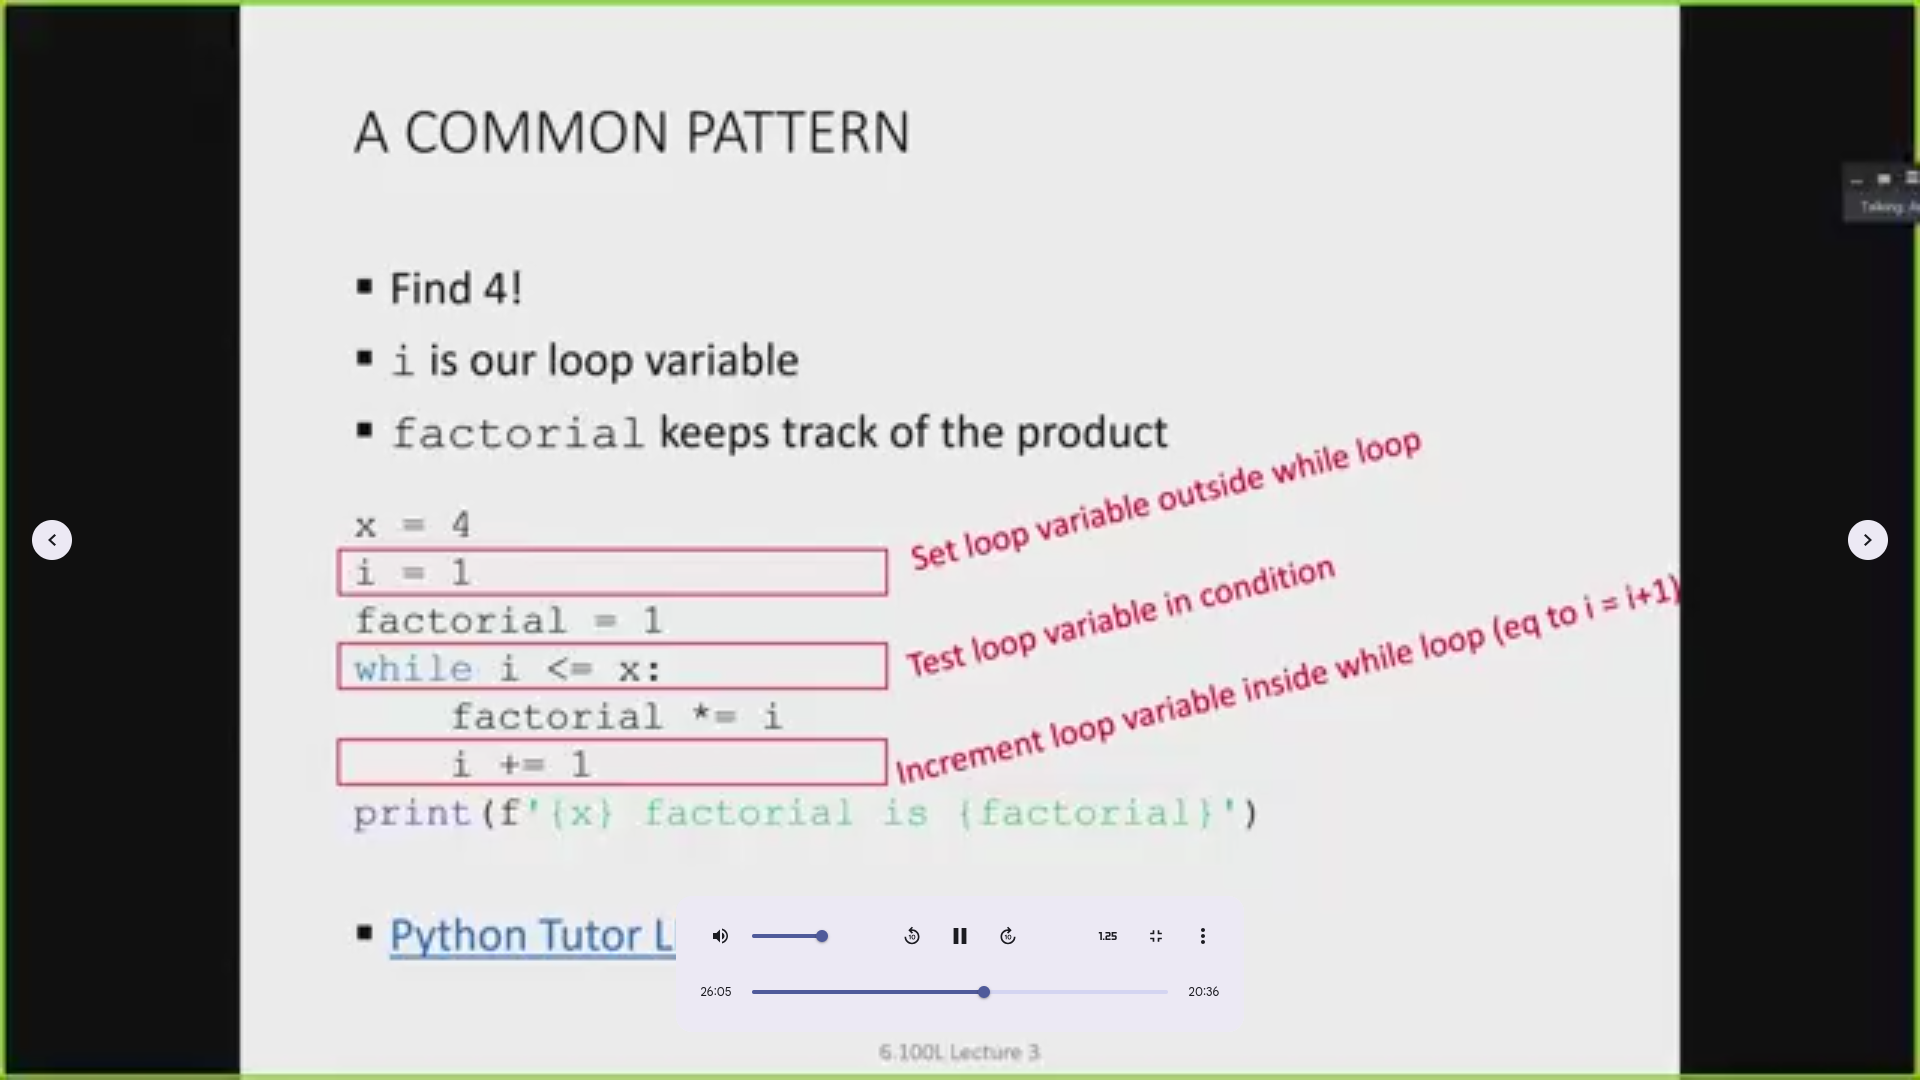 A COMMON PATTERN
Talking:
▪ Find 4!
▪ i is our loop variable
▪ factorial keeps track of the product
x = 4
i = 1
factorial = 1
while i <= x:
    factorial *= i
    i += 1
print(f'{x} factorial is {factorial}')
Set loop variable outside while loop
Test loop variable in condition
Increment loop variable inside while loop (eq to i = i+1)
▪ Python Tutor
10
10
1.25
26:05
20:36
6.100L Lecture 3